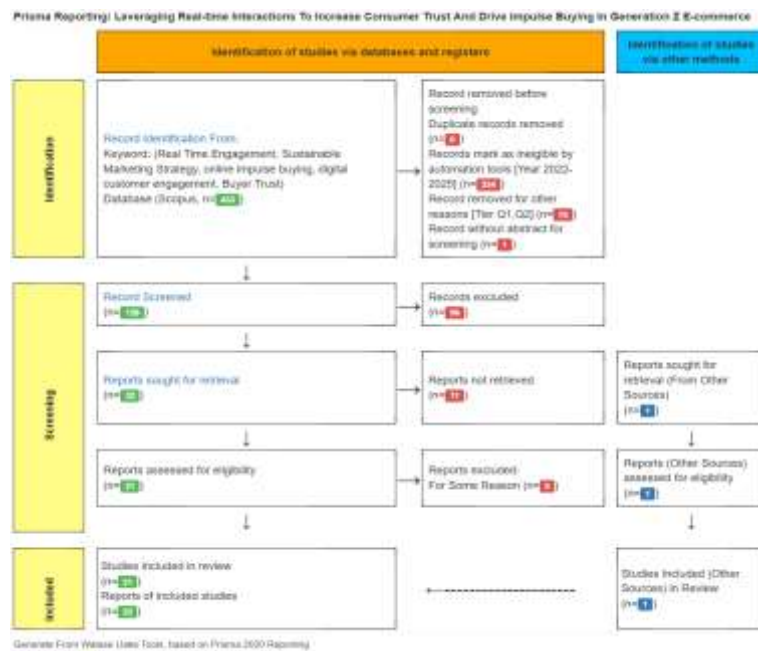 Prisma Reporting: Leveraging Real-time Interactions To Increase Consumer Trust And Drive Impulse Buying In Generation Z E-commerce
Identification of studies via databases and registers
Identification of studies via other methods
Identification
Record Identification From:
Keyword: (Real Time Engagement, Sustainable
Marketing Strategy, online impulse buying, digital
customer engagement, Buyer Trust)
Database (Scopus, n=
Record removed before
screening
Duplicate records removed
(n=
Records mark as ineligible by
automation tools [Year 2022-
2025] (n=
Record removed for other
reasons [Tier Q1,Q2] (n=
Record without abstract for
screening (n= 1 )
Screening
Record Screened
(n=
Records excluded
(n=
Reports sought for retrieval
(n=
Reports not retrieved
(n= 11 )
Reports sought for
retrieval (From Other
Sources)
(n= 1 )
Reports assessed for eligibility
(n=
Reports excluded
For Some Reason (n=
Reports (Other Sources)
assessed for eligibility
(n= 1 )
Included
Studies included in review
(n=
Reports of included studies
(n=
Studies Included (Other
Sources) in Review
(n= 1 )
Generate From Watase Uake Tools, based on Prisma 2020 Reporting